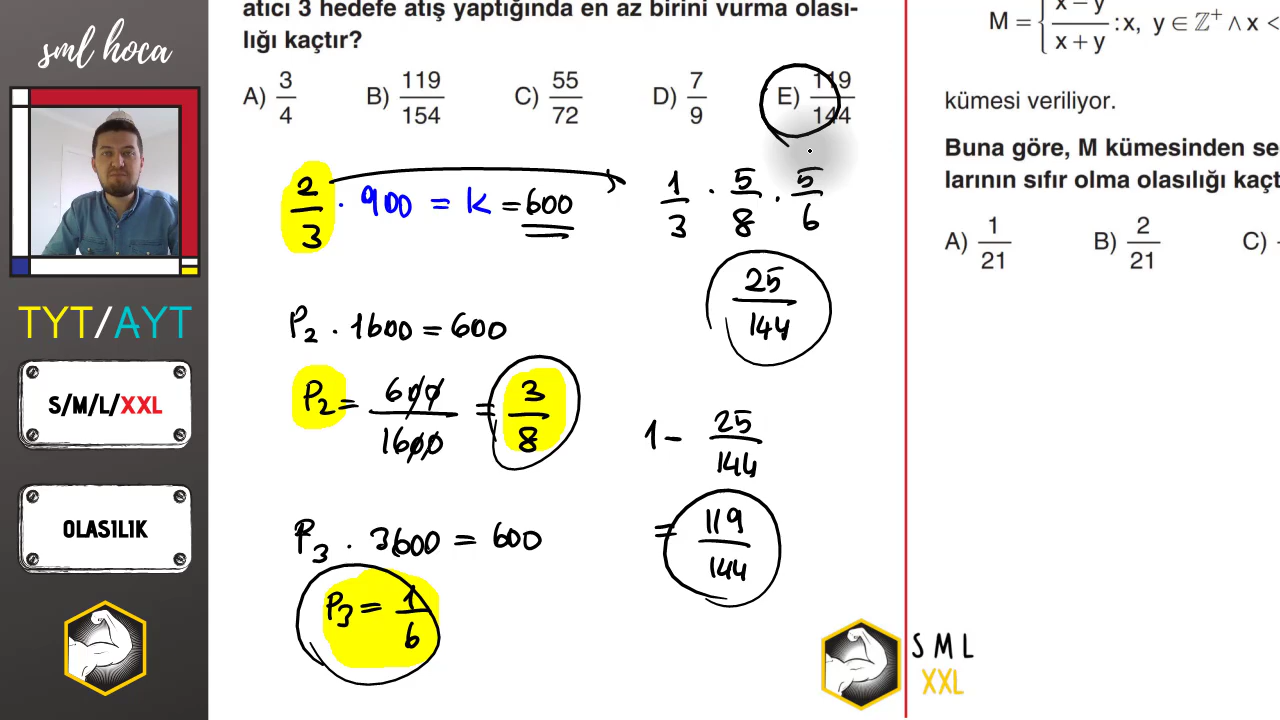 sml hoca
TYT/AYT
S/M/L/XXL
OLASILIK
atıcı 3 hedefe atış yaptığında en az birini vurma olası-
lığı kaçtır?
A) 3/4 B) 119/154 C) 55/72 D) 7/9 E) 119/144
2/3 · 900 = k = 600
P₂ · 1600 = 600
P₂ = 600/1600 = 3/8
P₃ · 3600 = 600
P₃ = 1/6
1/3 · 5/8 · 5/6
25/144
1 - 25/144
= 119/144
SML
XXL
M = { x – y / x + y : x, y ∈ Z⁺ ∧ x <
kümesi veriliyor.
Buna göre, M kümesinden se
larının sıfır olma olasılığı kaçt
A) 1/21 B) 2/21 C)